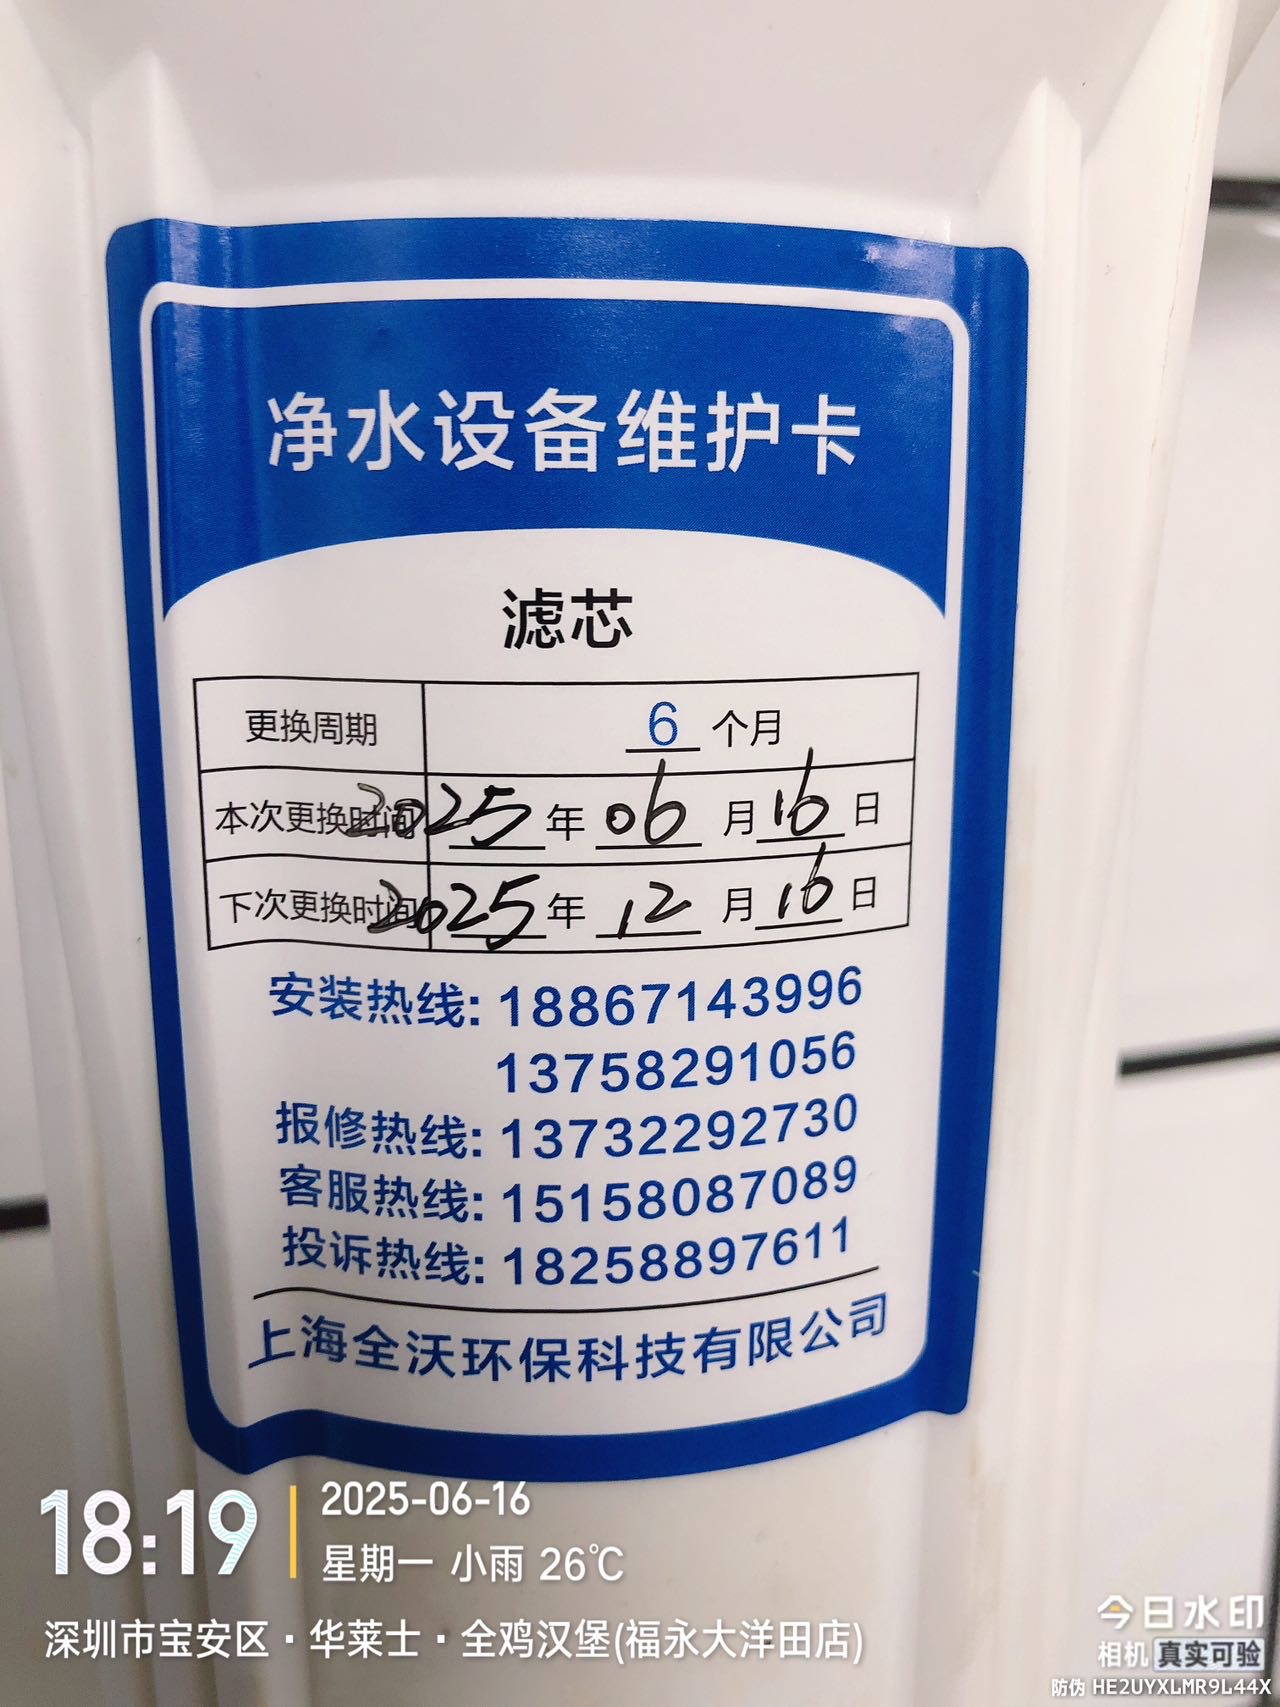 净水设备维护卡
滤芯
更换周期 6 个月
本次更换时间 2025 年 06 月 16 日
下次更换时间 2025 年 12 月 16 日
安装热线: 18867143996
13758291056
报修热线: 13732292730
客服热线: 15158087089
投诉热线: 18258897611
上海全沃环保科技有限公司
18:19
2025-06-16
星期一 小雨 26℃
深圳市宝安区·华莱士·全鸡汉堡(福永大洋田店)
今日水印
相机 真实可验
防伪 HE2UYXLMR9L44X